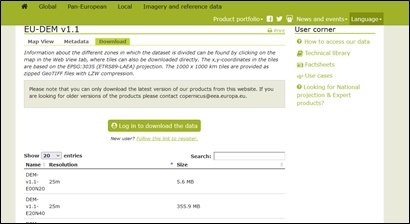 Global Pan-European Local Imagery and reference data
Product portfolio News and events Language
EU-DEM v1.1
Print
Map View Metadata Download
Information about the different zones in which the dataset is divided can be found by clicking on
map in the Web View tab, where tiles can also be downloaded directly. The x,y-coordinates in the
tiles are based on the EPSG:3035 (ETRS89-LAEA) projection. The 1000 x 1000 km tiles are provided as
zipped GeoTIFF files with LZW compression.
Please note that you can only download the latest version of our products from this website. If you
are looking for older versions of the products please contact copernicus@eea.europa.eu.
Log in to download the data
New user? Follow this link to register.
Show 20 entries Search:
Name Resolution Size
DEM-
v1.1-
E00N20
25m 5.6 MB
DEM-
v1.1-
E20N40
25m 355.9 MB
DEM-
User corner
How to access our data
Technical library
Factsheets
Use cases
Looking for National
projection & Expert
products?